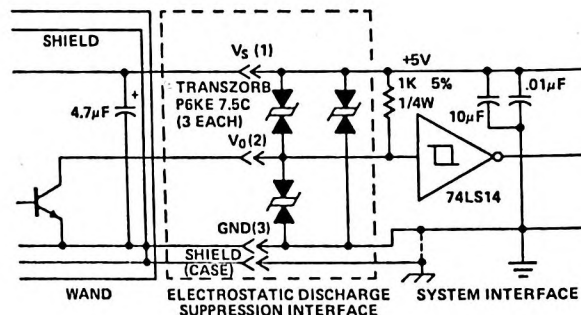 SHIELD
VS (1)
+5V
TRANSZORB
P6KE 7.5C
(3 EACH)
1K 5%
1/4W
.01μF
4.7μF
+
10μF
VO(2)
74LS14
GND(3)
SHIELD
(CASE)
WAND
ELECTROSTATIC DISCHARGE
SUPPRESSION INTERFACE
SYSTEM INTERFACE